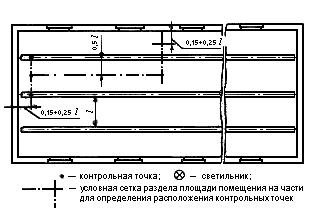 0,5 l
0,15÷0,25 l
0,15÷0,25 l
l
• — контрольная точка; ⊗ — светильник;
— условная сетка раздела площади помещения на части
для определения расположения контрольных точек